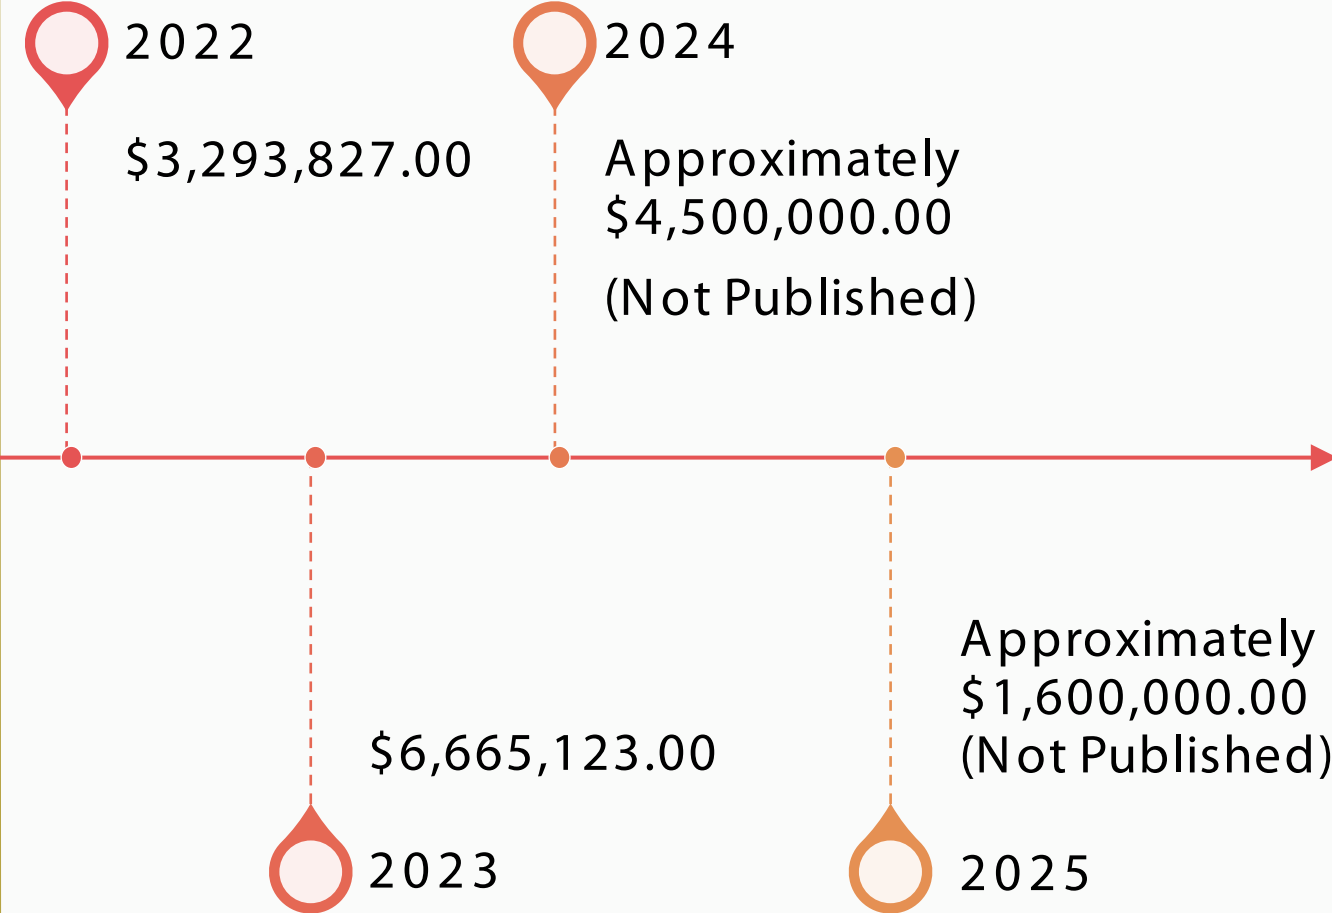 2022
$3,293,827.00
2024
Approximately
$4,500,000.00
(Not Published)
$6,665,123.00
2023
Approximately
$1,600,000.00
(Not Published)
2025